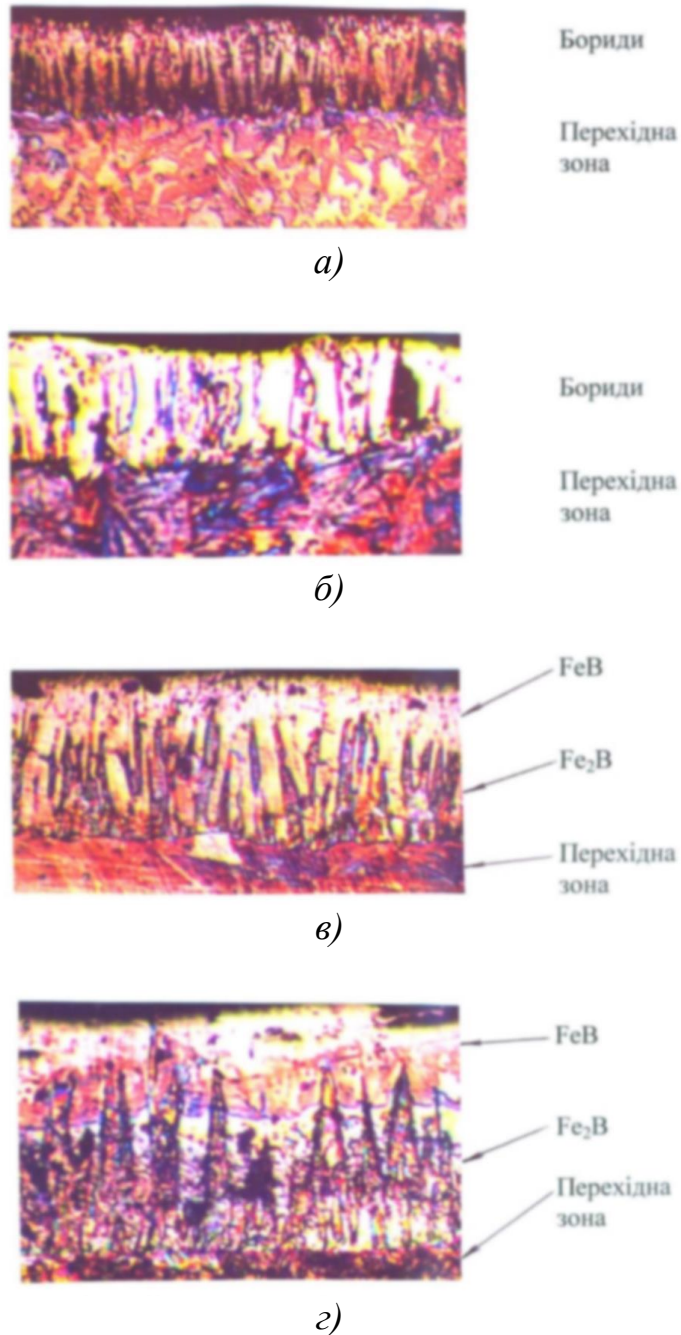 Бориди
Перехідна
зона
а)
Бориди
Перехідна
зона
б)
FeB
Fe₂B
Перехідна
зона
в)
FeB
Fe₂B
Перехідна
зона
г)